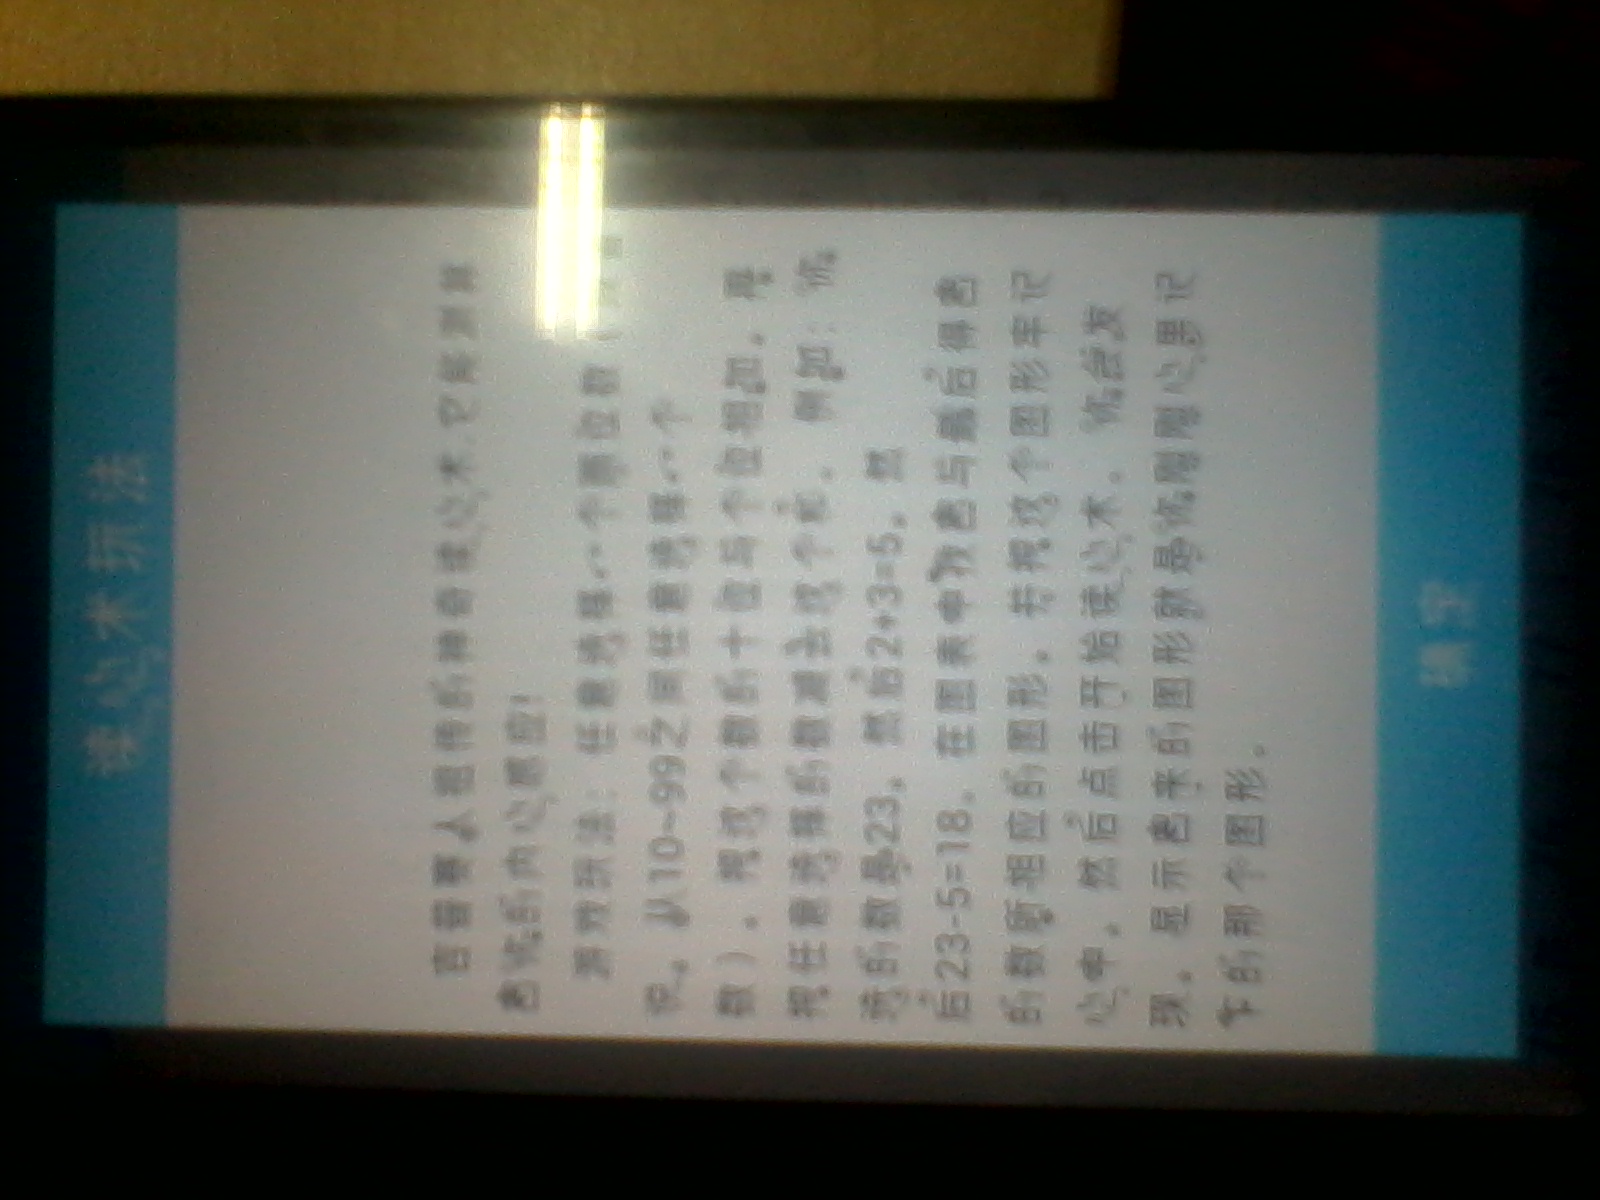 读心术玩法
吉普赛人祖传的神奇读心术,它能测算
出你的内心感应!
游戏玩法：任意选择一个两位数（
说，从10~99之间任意选择一个
数），把这个数的十位与个位相加，再
把任意选择的数减去这个和。例如：你
选的数是23，然后2+3=5，然
后23-5=18。在图表中找出与最后得出
的数所相应的图形，并把这个图形牢记
心中，然后点击开始读心术。你会发
现，显示出来的图形就是你刚刚心里记
下的那个图形。
确定